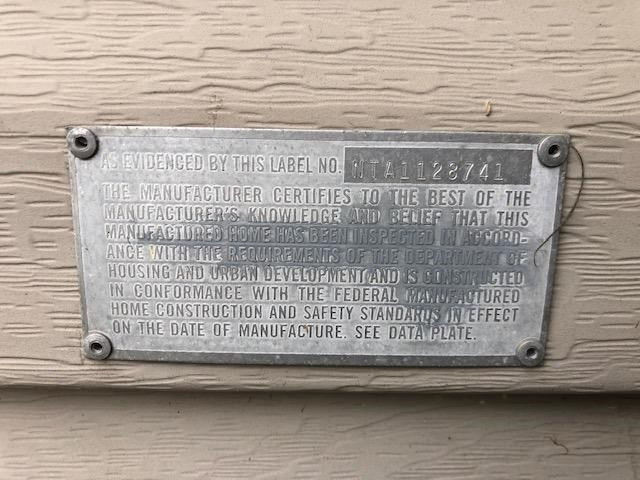 AS EVIDENCED BY THIS LABEL NO. NTA1128741
THE MANUFACTURER CERTIFIES TO THE BEST OF THE
MANUFACTURER'S KNOWLEDGE AND BELIEF THAT THIS
MANUFACTURED HOME HAS BEEN INSPECTED IN ACCORD-
ANCE WITH THE REQUIREMENTS OF THE DEPARTMENT OF
HOUSING AND URBAN DEVELOPMENT AND IS CONSTRUCTED
IN CONFORMANCE WITH THE FEDERAL MANUFACTURED
HOME CONSTRUCTION AND SAFETY STANDARDS IN EFFECT
ON THE DATE OF MANUFACTURE. SEE DATA PLATE.